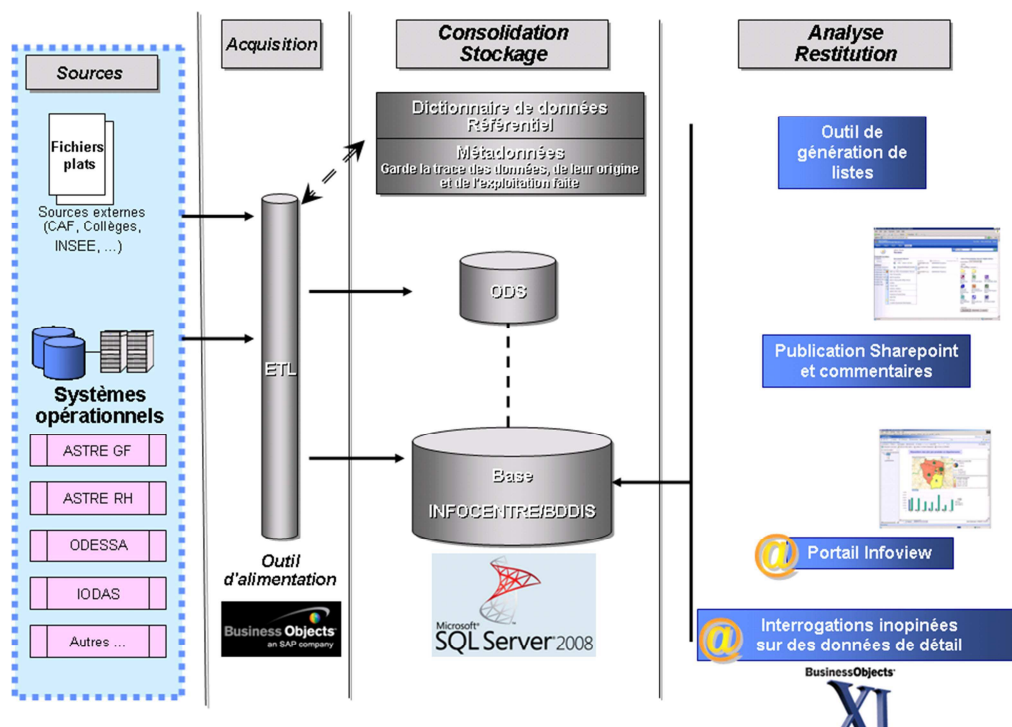 Sources
Fichiers
plats
Sources externes
(CAF, Collèges,
INSEE, ...)
Systèmes
opérationnels
ASTRE GF
ASTRE RH
ODESSA
IODAS
Autres ...
Acquisition
ETL
Outil
d'alimentation
Business Objects
an SAP company
Consolidation
Stockage
Dictionnaire de données
Référentiel
Métadonnées
Garde la trace des données, de leur origine
et de l'exploitation faite
ODS
Base
INFOCENTRE/BDDIS
Microsoft
SQL Server 2008
Analyse
Restitution
Outil de
génération de
listes
Publication Sharepoint
et commentaires
@ Portail Infoview
@ Interrogations inopinées
sur des données de détail
BusinessObjects
XI